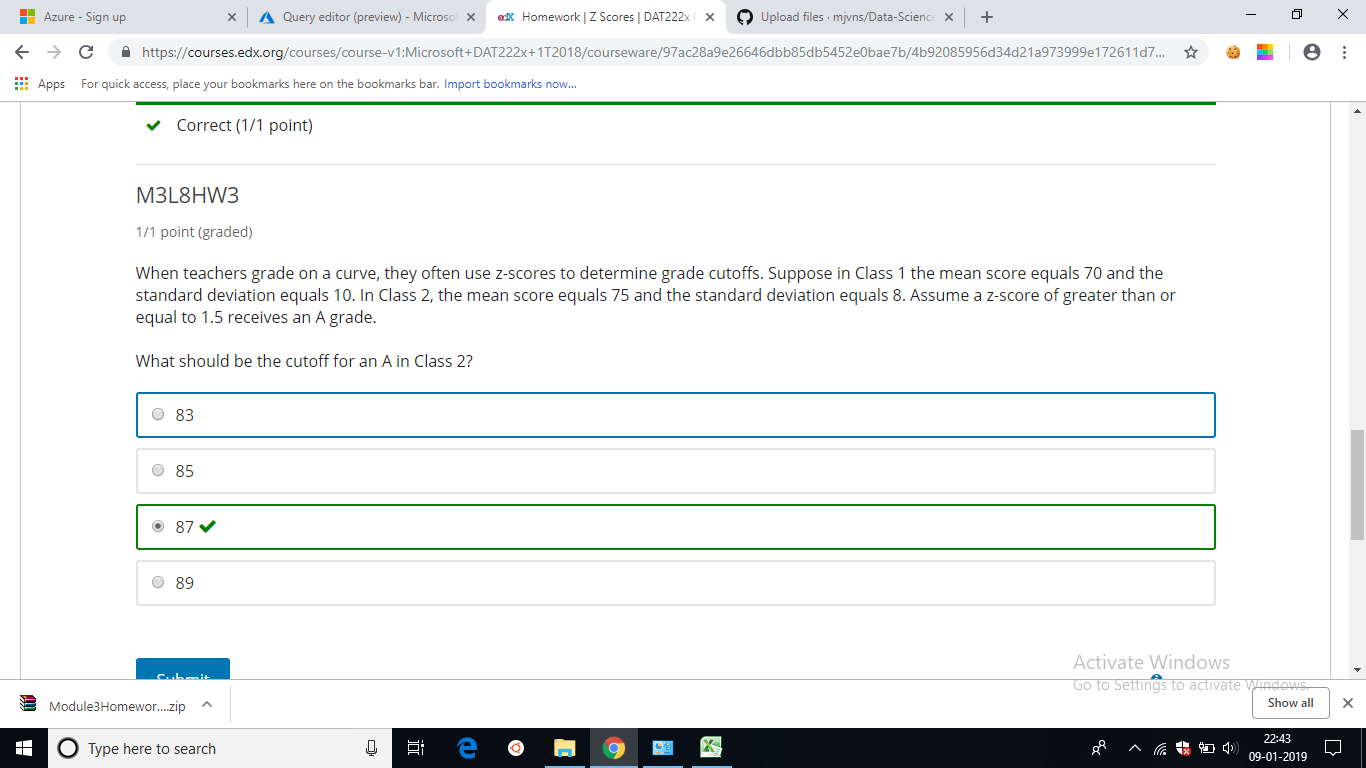 Azure - Sign up
Query editor (preview) - Microsof
edX Homework | Z Scores | DAT222x
Upload files · mjvns/Data-Science
https://courses.edx.org/courses/course-v1:Microsoft+DAT222x+1T2018/courseware/97ac28a9e26646dbb85db5452e0bae7b/4b92085956d34d21a973999e172611d7...
Apps For quick access, place your bookmarks here on the bookmarks bar. Import bookmarks now...
Correct (1/1 point)
M3L8HW3
1/1 point (graded)
When teachers grade on a curve, they often use z-scores to determine grade cutoffs. Suppose in Class 1 the mean score equals 70 and the
standard deviation equals 10. In Class 2, the mean score equals 75 and the standard deviation equals 8. Assume a z-score of greater than or
equal to 1.5 receives an A grade.
What should be the cutoff for an A in Class 2?
83
85
87
89
Submit
Activate Windows
Go to Settings to activate Windows.
Module3Homewor....zip
Show all
Type here to search
22:43
09-01-2019